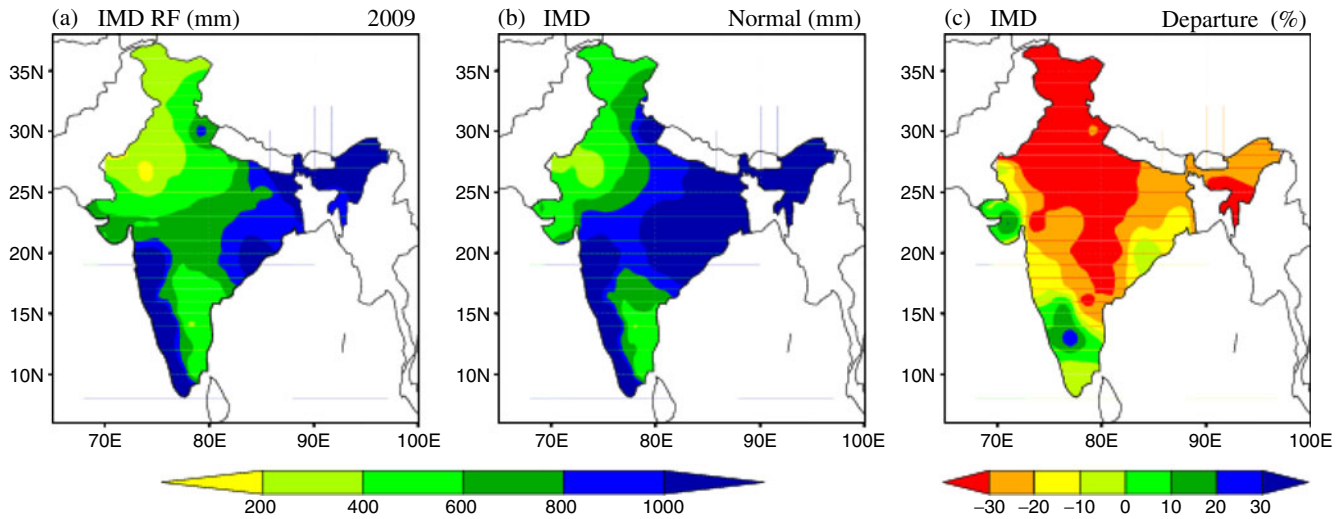 (a) IMD RF (mm) 2009
(b) IMD Normal (mm)
(c) IMD Departure (%)
35N
30N
25N
20N
15N
10N
70E 80E 90E 100E
35N
30N
25N
20N
15N
10N
70E 80E 90E 100E
35N
30N
25N
20N
15N
10N
70E 80E 90E 100E
200 400 600 800 1000
−30 −20 −10 0 10 20 30